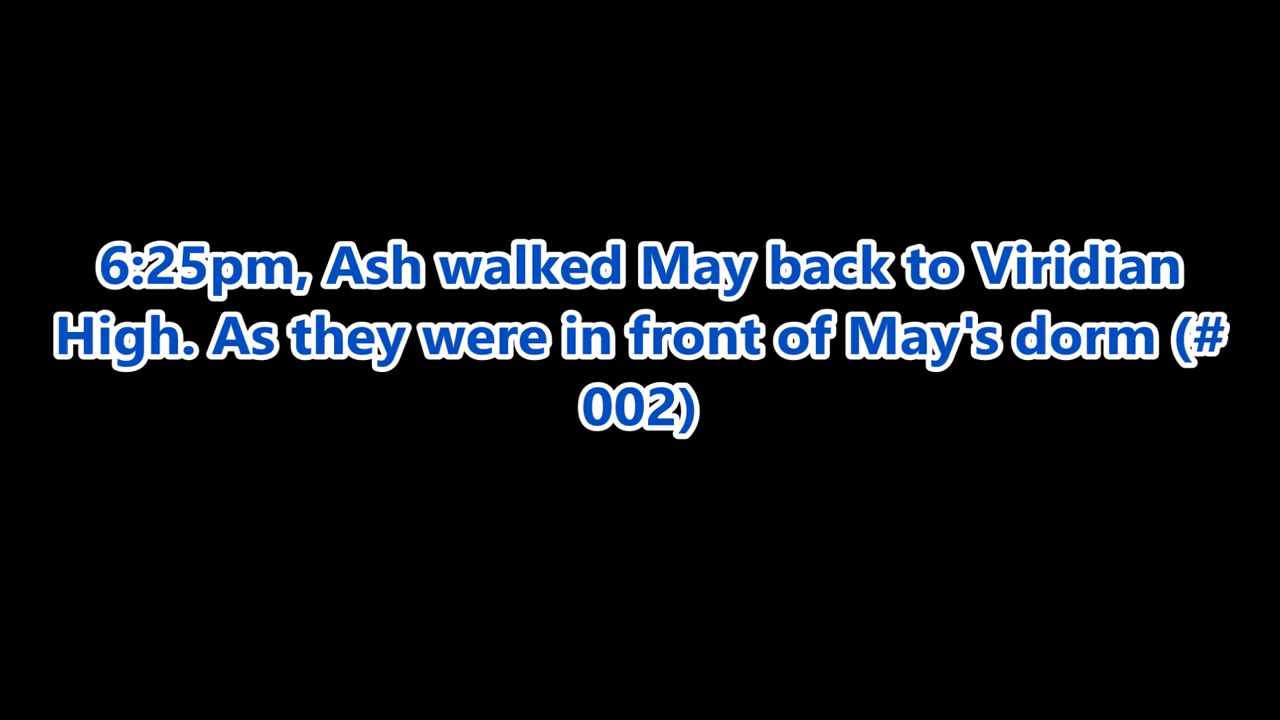 6:25pm, Ash walked May back to Viridian
High. As they were in front of May's dorm (#
002)